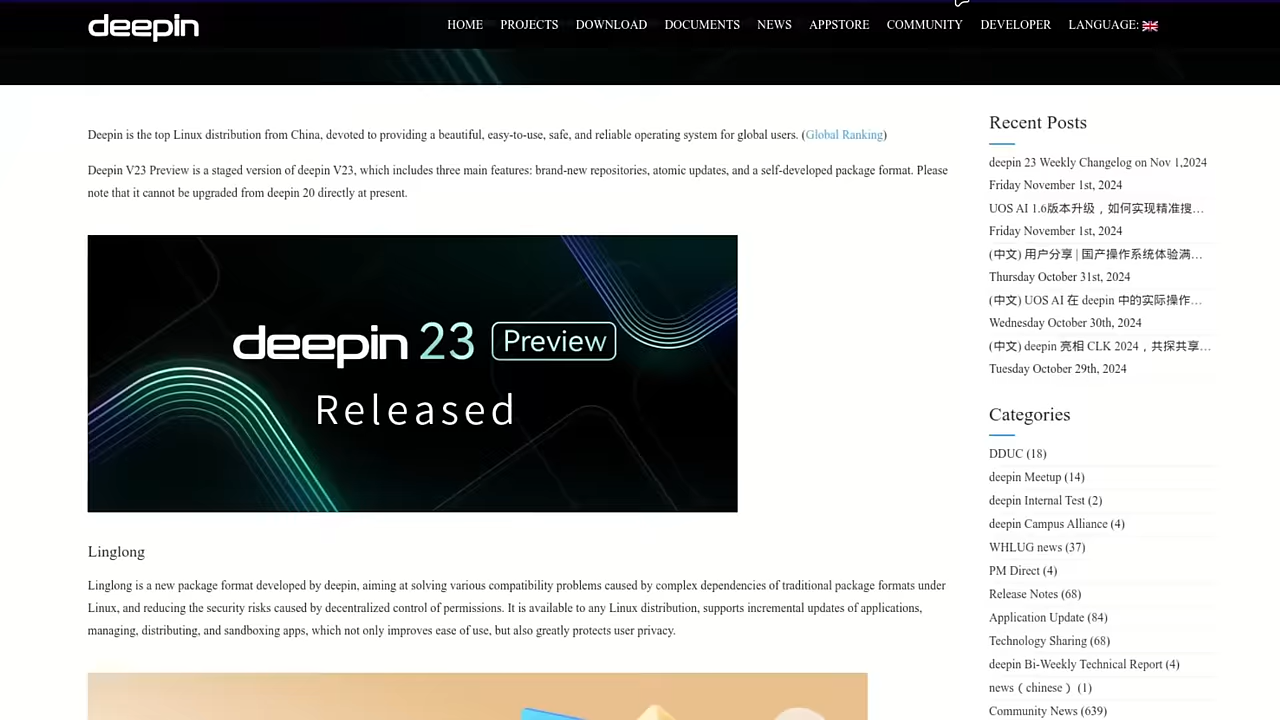 deepin
HOME PROJECTS DOWNLOAD DOCUMENTS NEWS APPSTORE COMMUNITY DEVELOPER LANGUAGE:
Deepin is the top Linux distribution from China, devoted to providing a beautiful, easy-to-use, safe, and reliable operating system for global users. (Global Ranking)
Deepin V23 Preview is a staged version of deepin V23, which includes three main features: brand-new repositories, atomic updates, and a self-developed package format. Please
note that it cannot be upgraded from deepin 20 directly at present.
deepin 23 Preview
Released
Linglong
Linglong is a new package format developed by deepin, aiming at solving various compatibility problems caused by complex dependencies of traditional package formats under
Linux, and reducing the security risks caused by decentralized control of permissions. It is available to any Linux distribution, supports incremental updates of applications,
managing, distributing, and sandboxing apps, which not only improves ease of use, but also greatly protects user privacy.
Recent Posts
deepin 23 Weekly Changelog on Nov 1,2024
Friday November 1st, 2024
UOS AI 1.6版本升级，如何实现精准搜…
Friday November 1st, 2024
(中文) 用户分享 | 国产操作系统体验满…
Thursday October 31st, 2024
(中文) UOS AI 在 deepin 中的实际操作…
Wednesday October 30th, 2024
(中文) deepin 亮相 CLK 2024，共探共享…
Tuesday October 29th, 2024
Categories
DDUC (18)
deepin Meetup (14)
deepin Internal Test (2)
deepin Campus Alliance (4)
WHLUG news (37)
PM Direct (4)
Release Notes (68)
Application Update (84)
Technology Sharing (68)
deepin Bi-Weekly Technical Report (4)
news（chinese） (1)
Community News (639)